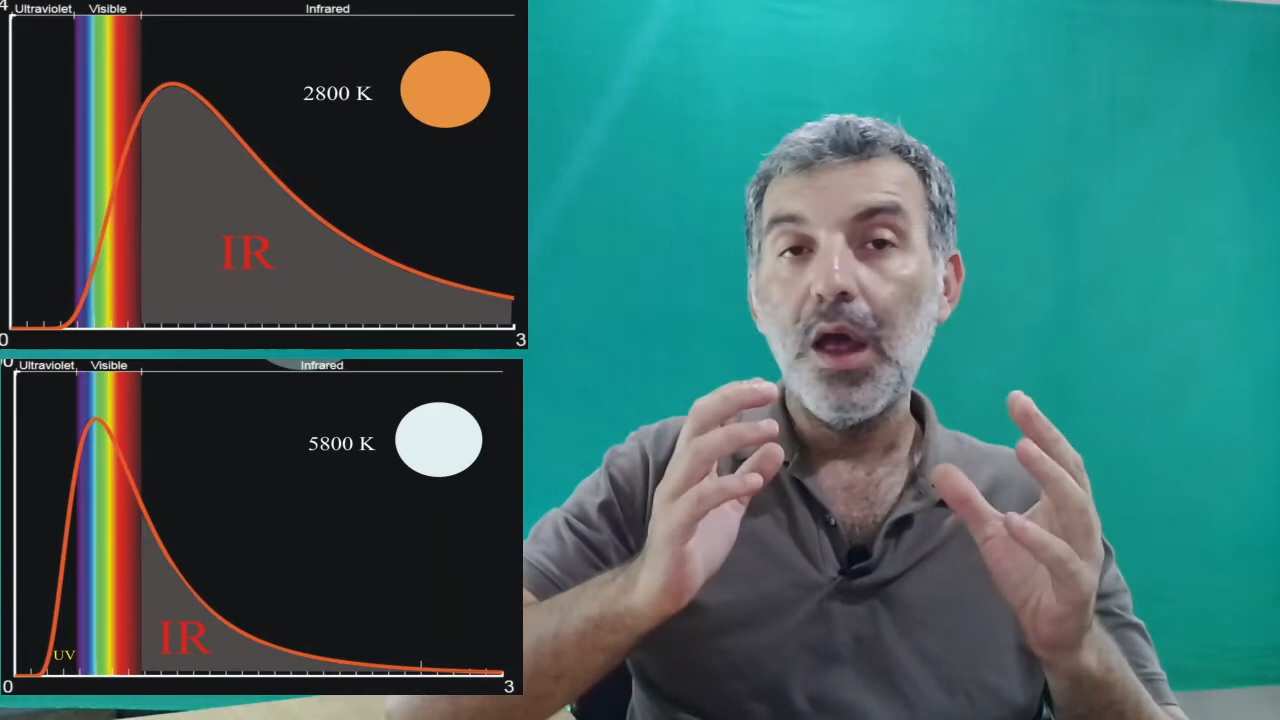 4
Ultraviolet Visible Infrared
2800 K
IR
0 3
Ultraviolet Visible Infrared
5800 K
IR
UV
0 3